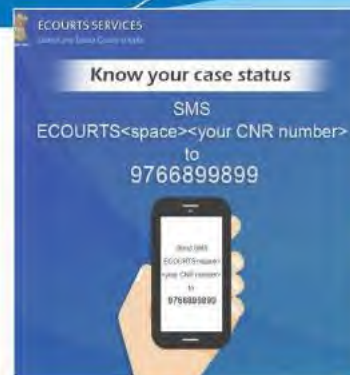 ECOURTS SERVICES
Know your case status
SMS
ECOURTS<space><your CNR number>
to
9766899899
Send SMS
ECOURTS<space>
<your CNR number>
to
9766899899